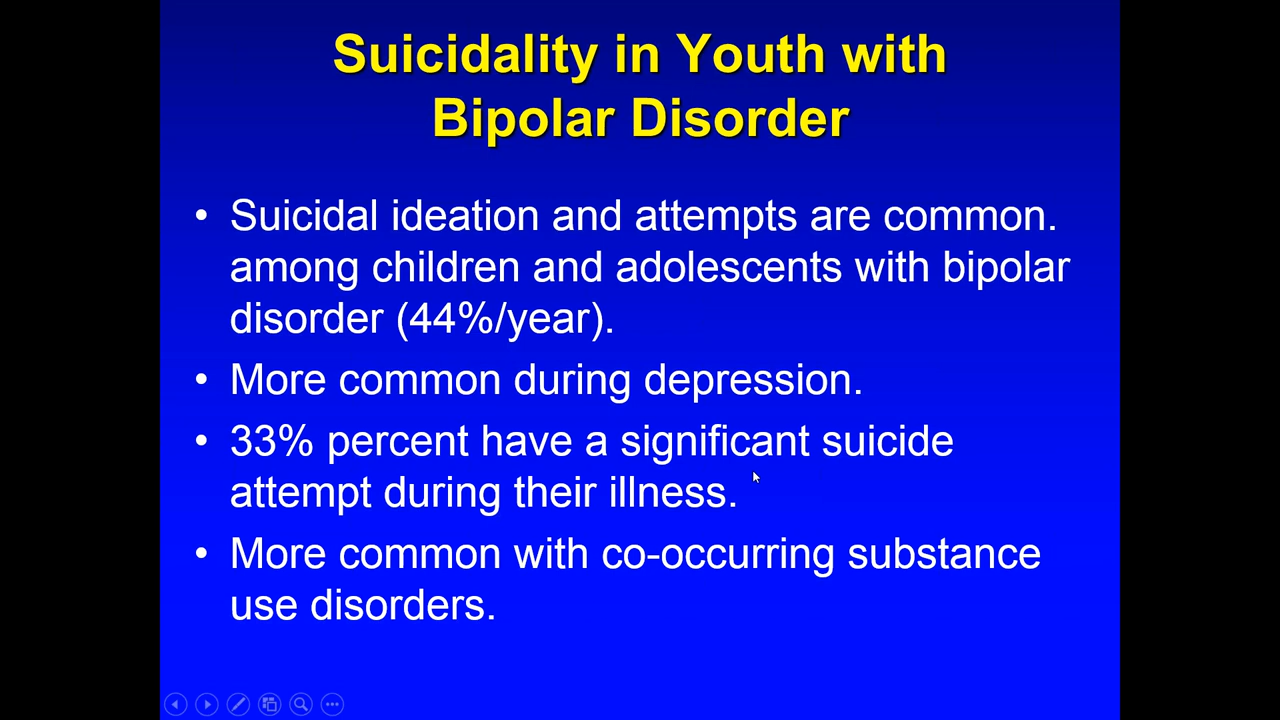 Suicidality in Youth with
Bipolar Disorder
• Suicidal ideation and attempts are common.
among children and adolescents with bipolar
disorder (44%/year).
• More common during depression.
• 33% percent have a significant suicide
attempt during their illness.
• More common with co-occurring substance
use disorders.